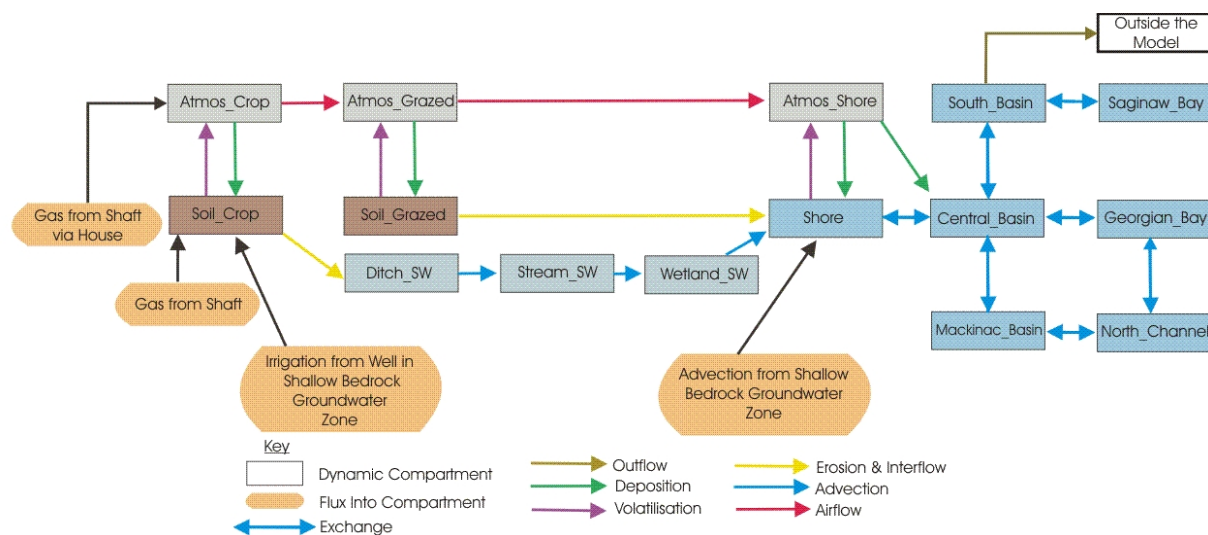 Outside the
Model
Atmos_Crop
Atmos_Grazed
Atmos_Shore
South_Basin
Saginaw_Bay
Gas from Shaft
via House
Soil_Crop
Soil_Grazed
Shore
Central_Basin
Georgian_Bay
Ditch_SW
Stream_SW
Wetland_SW
Gas from Shaft
Mackinac_Basin
North_Channel
Irrigation from Well in
Shallow Bedrock
Groundwater
Zone
Advection from Shallow
Bedrock Groundwater
Zone
Key
Dynamic Compartment
Flux Into Compartment
Exchange
Outflow
Deposition
Volatilisation
Erosion & Interflow
Advection
Airflow